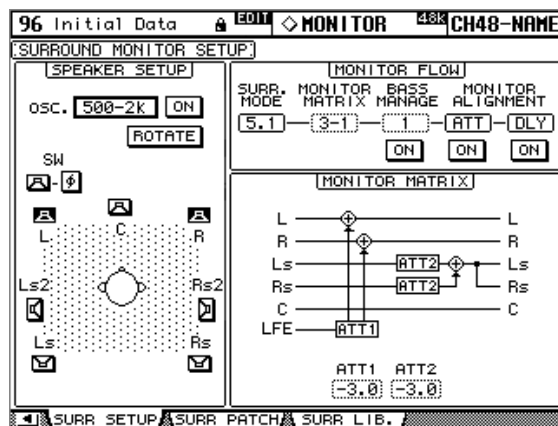 96 Initial Data EDIT ◇MONITOR 48K CH48-NAME
SURROUND MONITOR SETUP
SPEAKER SETUP
OSC. 500-2k ON
ROTATE
SW
-ϕ
L C R
Ls2 Rs2
Ls Rs
MONITOR FLOW
SURR. MODE MONITOR MATRIX BASS MANAGE MONITOR ALIGNMENT
5.1 3-1 1 ATT DLY
ON ON ON
MONITOR MATRIX
L L
R R
Ls ATT2 Ls
Rs ATT2 Rs
C C
LFE ATT1
ATT1 ATT2
-3.0 -3.0
SURR SETUP SURR PATCH SURR LIB.